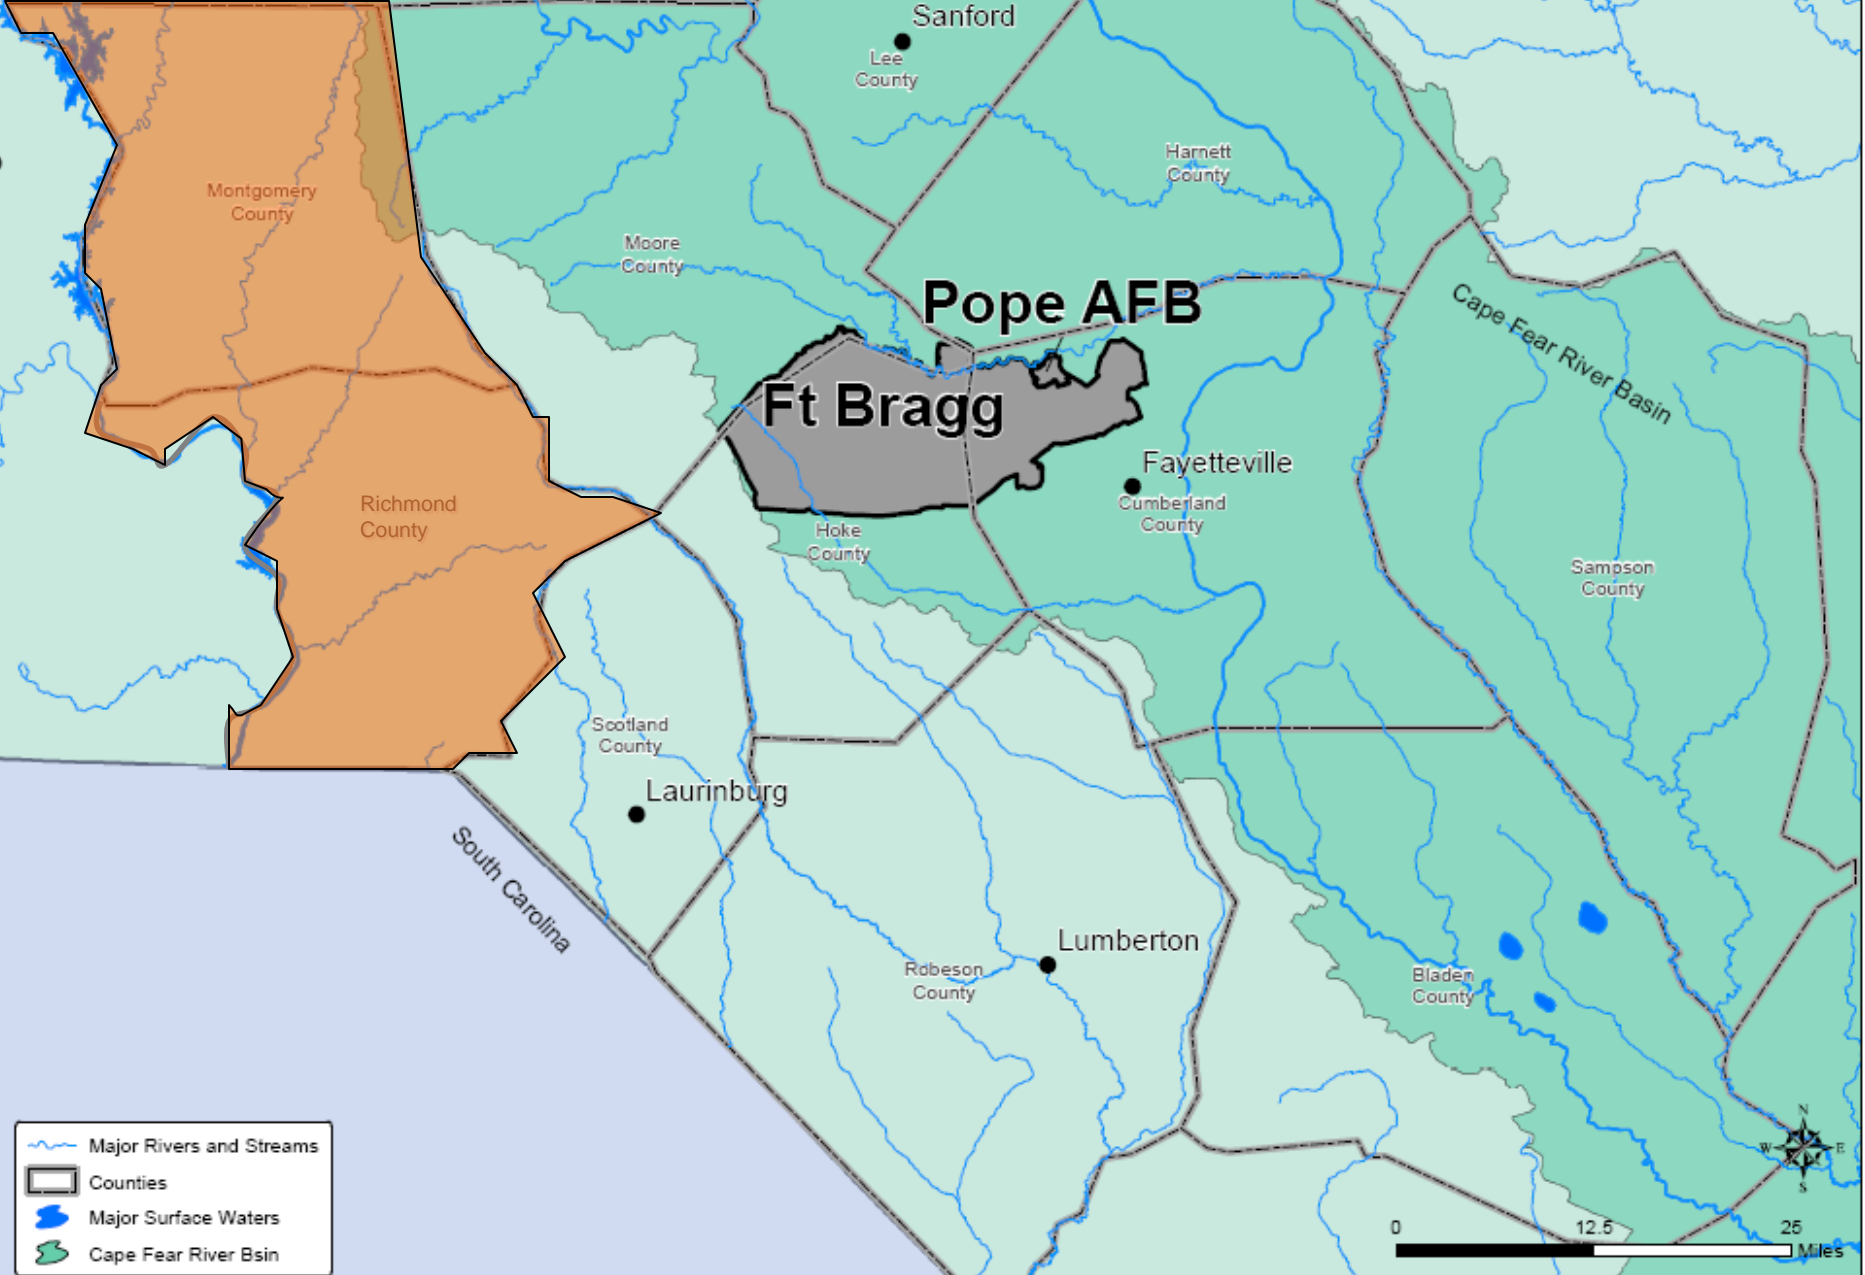 Sanford
Lee
County
Harnett
County
Montgomery
County
Moore
County
Pope AFB
Cape Fear River Basin
Ft Bragg
Fayetteville
Cumberland
County
Richmond
County
Hoke
County
Sampson
County
Scotland
County
Laurinburg
South Carolina
Lumberton
Robeson
County
Bladen
County
N
W
E
S
Major Rivers and Streams
Counties
Major Surface Waters
Cape Fear River Bsin
0 12.5 25
Miles